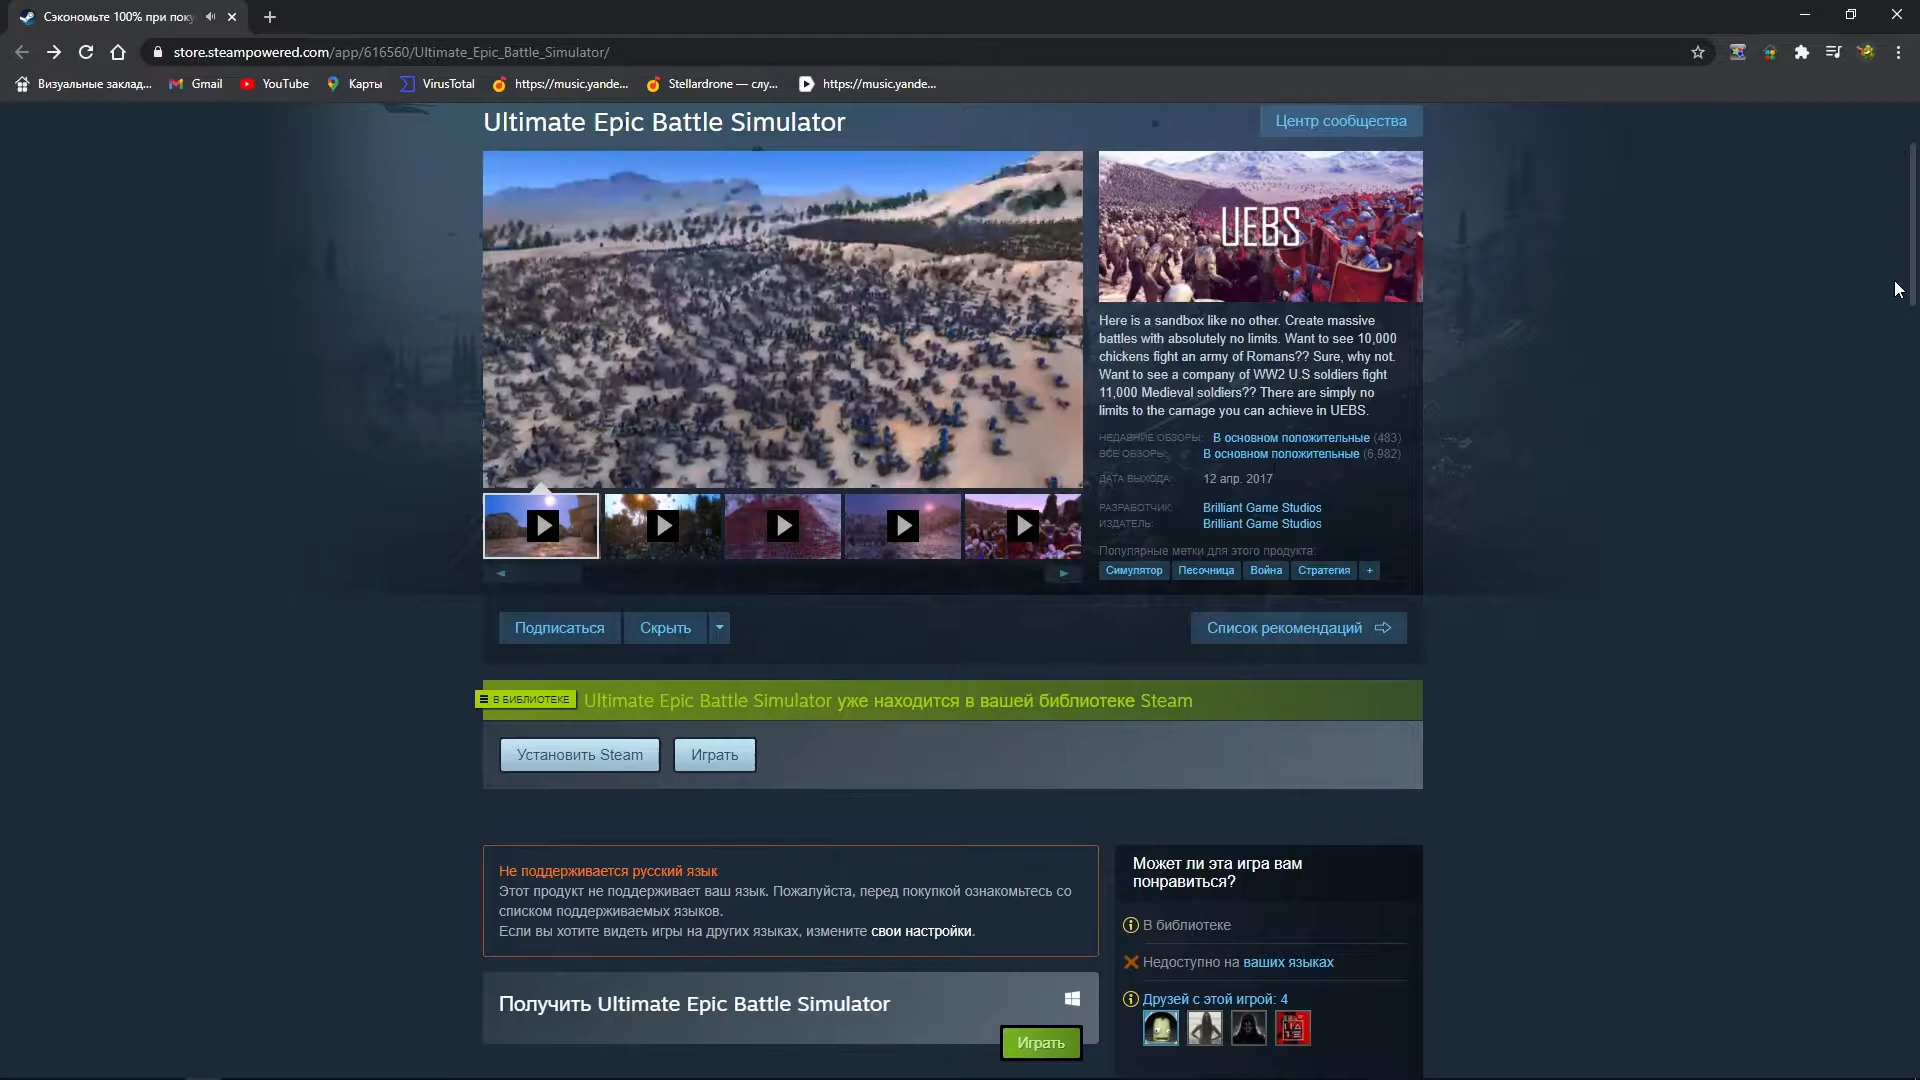 Сэкономьте 100% при поку
store.steampowered.com/app/616560/Ultimate_Epic_Battle_Simulator/
Визуальные заклад...
Gmail
YouTube
Карты
VirusTotal
https://music.yande...
Stellardrone — слу...
https://music.yande...
Ultimate Epic Battle Simulator
Центр сообщества
UEBS
Here is a sandbox like no other. Create massive
battles with absolutely no limits. Want to see 10,000
chickens fight an army of Romans?? Sure, why not.
Want to see a company of WW2 U.S soldiers fight
11,000 Medieval soldiers?? There are simply no
limits to the carnage you can achieve in UEBS.
НЕДАВНИЕ ОБЗОРЫ: В основном положительные (483)
ВСЕ ОБЗОРЫ: В основном положительные (6,982)
ДАТА ВЫХОДА: 12 апр. 2017
РАЗРАБОТЧИК: Brilliant Game Studios
ИЗДАТЕЛЬ: Brilliant Game Studios
Популярные метки для этого продукта:
Симулятор Песочница Война Стратегия +
Подписаться
Скрыть
Список рекомендаций
В БИБЛИОТЕКЕ
Ultimate Epic Battle Simulator уже находится в вашей библиотеке Steam
Установить Steam
Играть
Не поддерживается русский язык
Этот продукт не поддерживает ваш язык. Пожалуйста, перед покупкой ознакомьтесь со
списком поддерживаемых языков.
Если вы хотите видеть игры на других языках, измените свои настройки.
Получить Ultimate Epic Battle Simulator
Играть
Может ли эта игра вам
понравиться?
В библиотеке
Недоступно на ваших языках
Друзей с этой игрой: 4